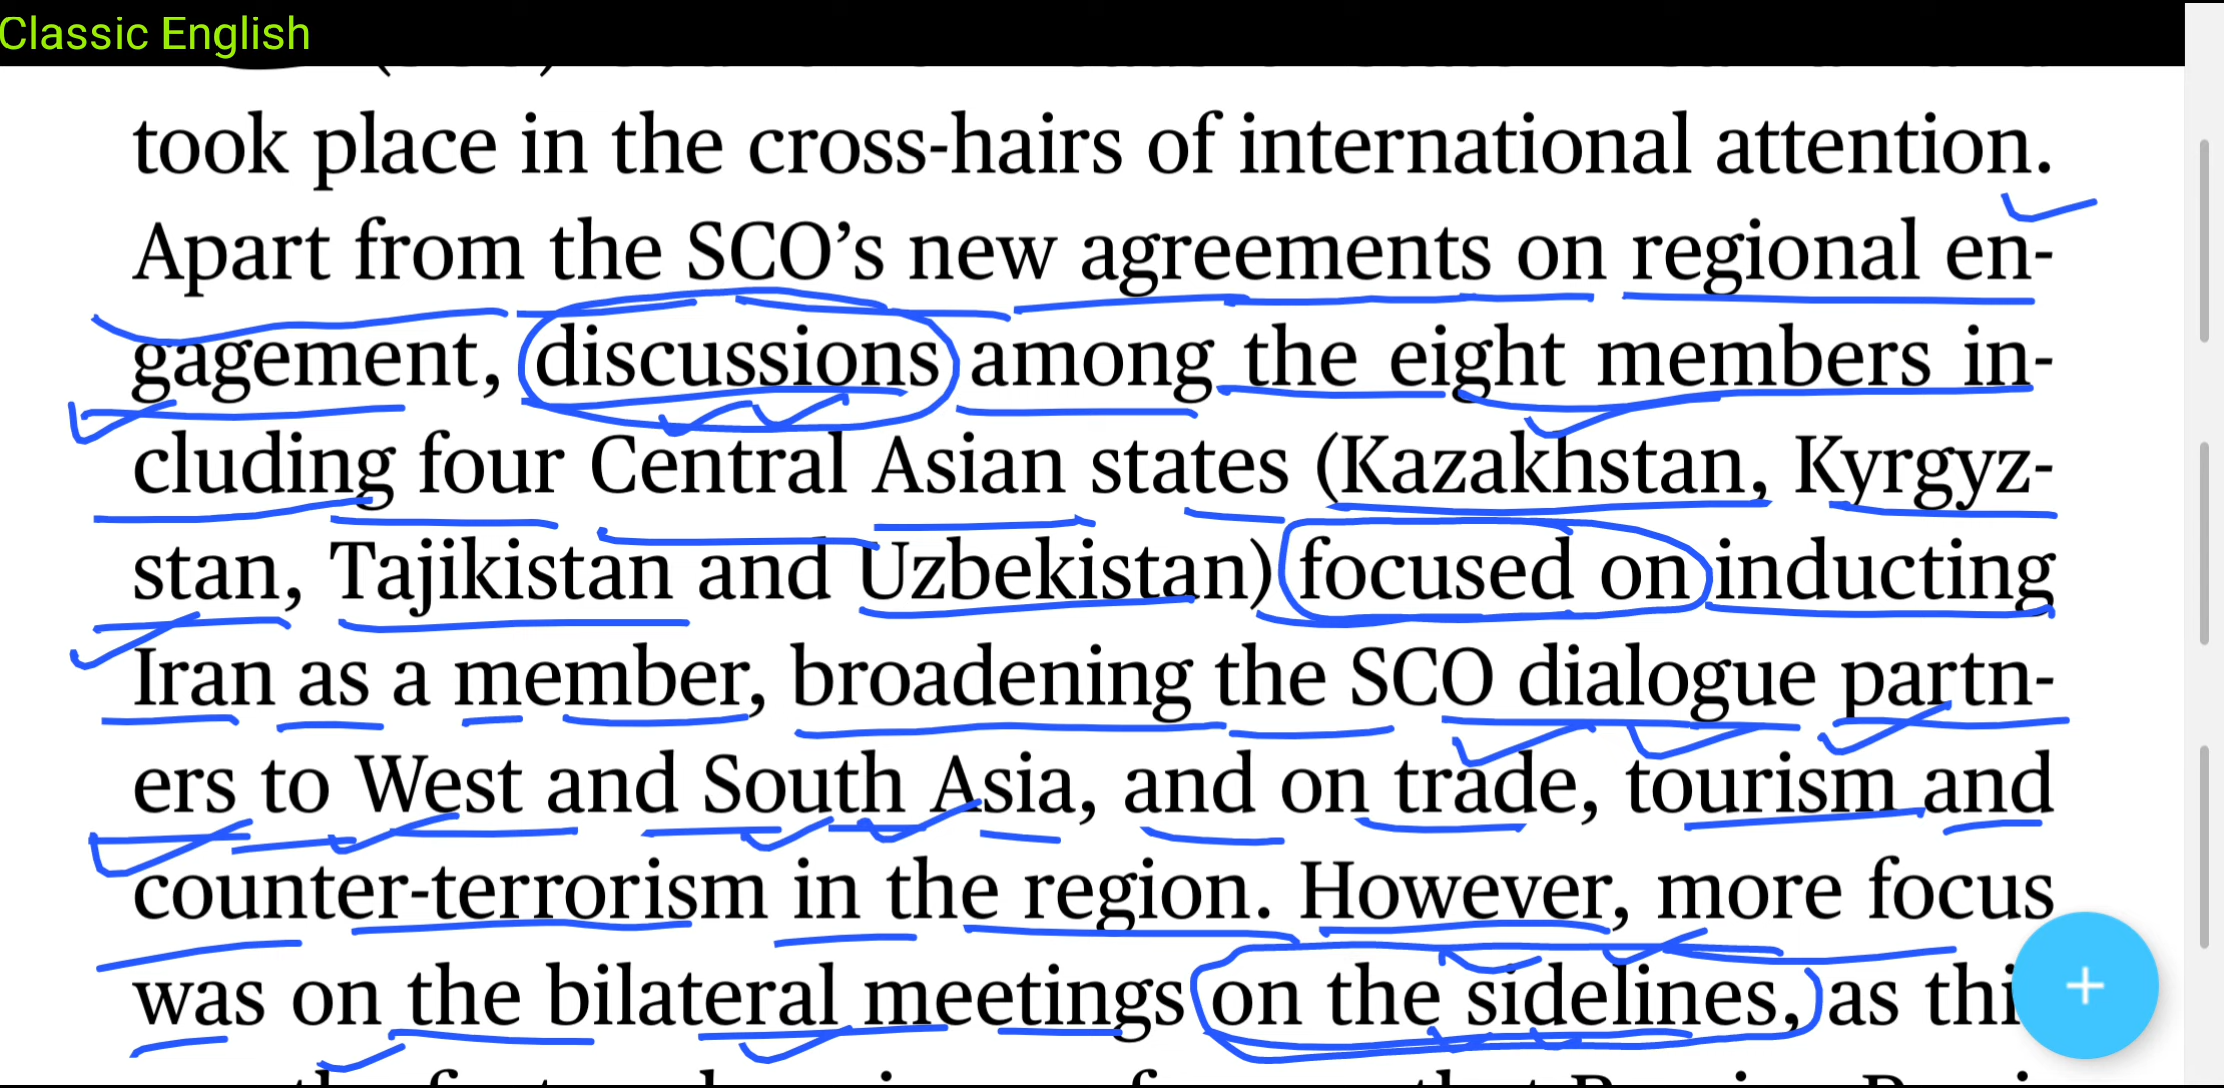 Classic English
took place in the cross-hairs of international attention.
Apart from the SCO’s new agreements on regional en-
gagement, discussions among the eight members in-
cluding four Central Asian states (Kazakhstan, Kyrgyz-
stan, Tajikistan and Uzbekistan) focused on inducting
Iran as a member, broadening the SCO dialogue partn-
ers to West and South Asia, and on trade, tourism and
counter-terrorism in the region. However, more focus
was on the bilateral meetings on the sidelines, as
+